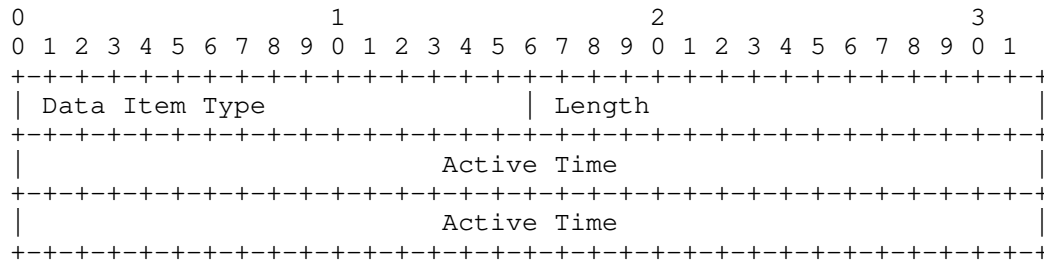 0                   1                   2                   3
0 1 2 3 4 5 6 7 8 9 0 1 2 3 4 5 6 7 8 9 0 1 2 3 4 5 6 7 8 9 0 1
+-+-+-+-+-+-+-+-+-+-+-+-+-+-+-+-+-+-+-+-+-+-+-+-+-+-+-+-+-+-+-+-+
| Data Item Type                | Length                        |
+-+-+-+-+-+-+-+-+-+-+-+-+-+-+-+-+-+-+-+-+-+-+-+-+-+-+-+-+-+-+-+-+
|                          Active Time                          |
+-+-+-+-+-+-+-+-+-+-+-+-+-+-+-+-+-+-+-+-+-+-+-+-+-+-+-+-+-+-+-+-+
|                          Active Time                          |
+-+-+-+-+-+-+-+-+-+-+-+-+-+-+-+-+-+-+-+-+-+-+-+-+-+-+-+-+-+-+-+-+